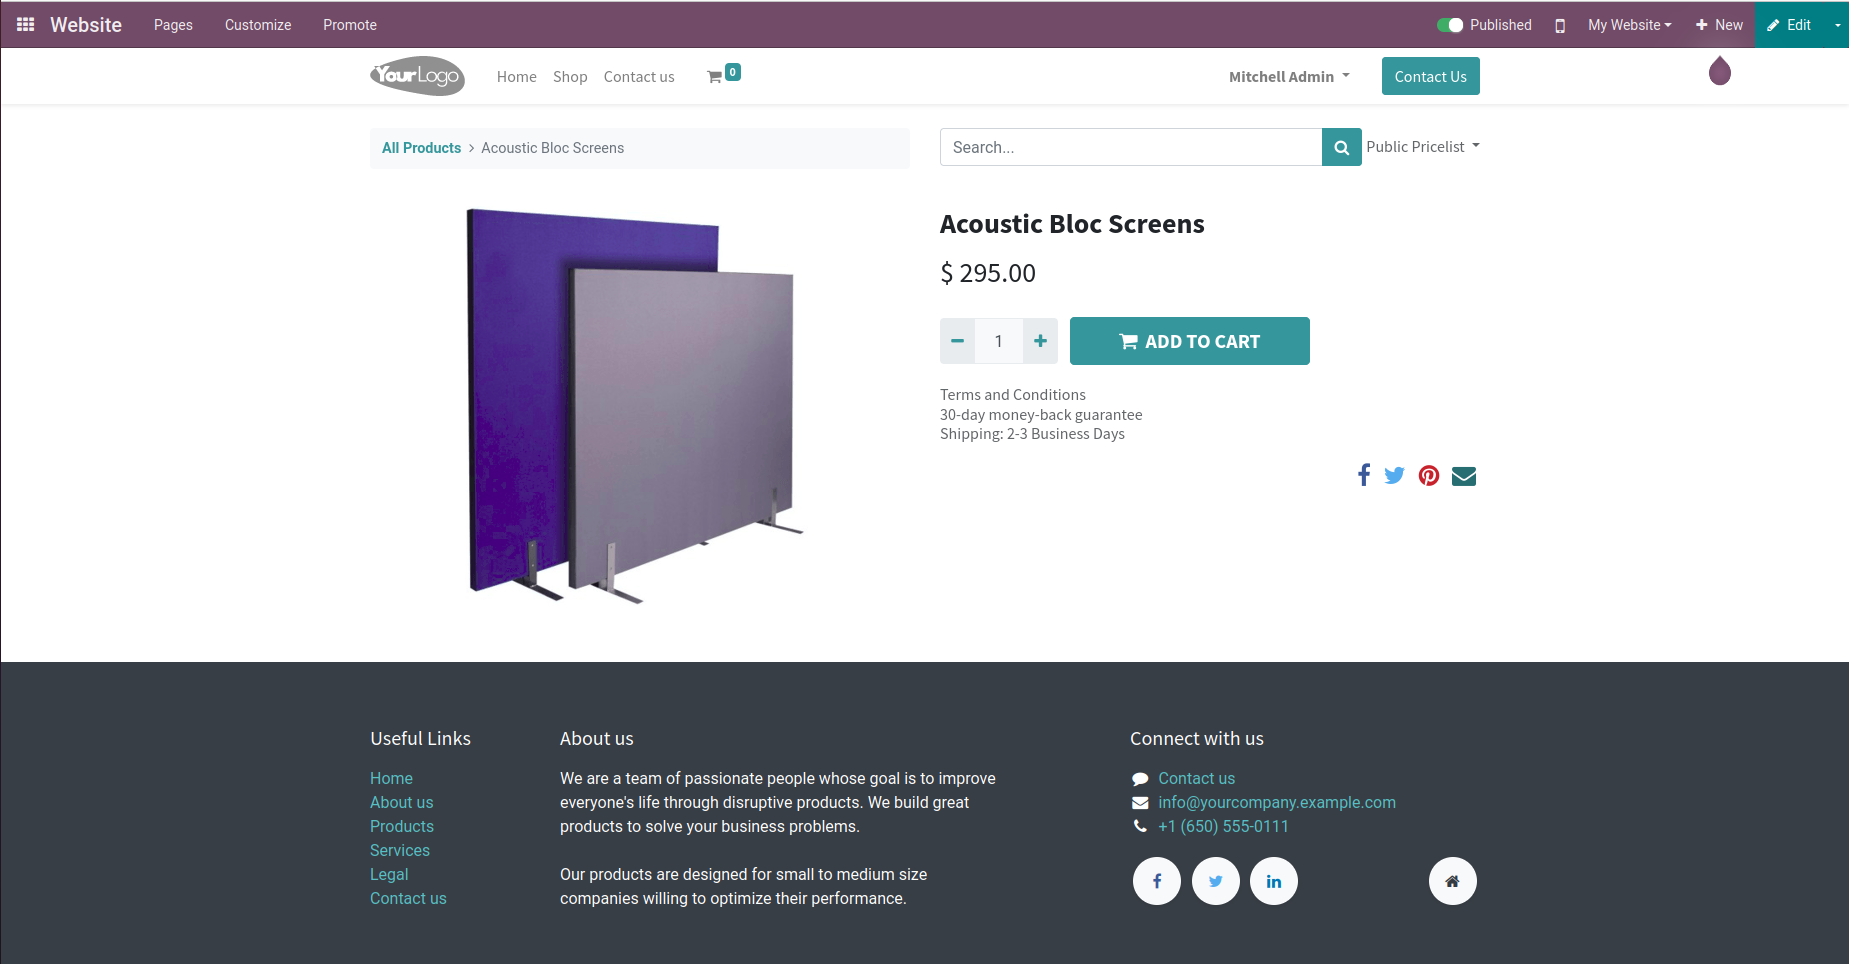 Website Pages Customize Promote Published My Website New Edit
YourLogo Home Shop Contact us 0 Mitchell Admin Contact Us
All Products > Acoustic Bloc Screens Search... Public Pricelist
Acoustic Bloc Screens
$ 295.00
1 ADD TO CART
Terms and Conditions
30-day money-back guarantee
Shipping: 2-3 Business Days
Useful Links
Home
About us
Products
Services
Legal
Contact us
About us
We are a team of passionate people whose goal is to improve
everyone's life through disruptive products. We build great
products to solve your business problems.
Our products are designed for small to medium size
companies willing to optimize their performance.
Connect with us
Contact us
info@yourcompany.example.com
+1 (650) 555-0111